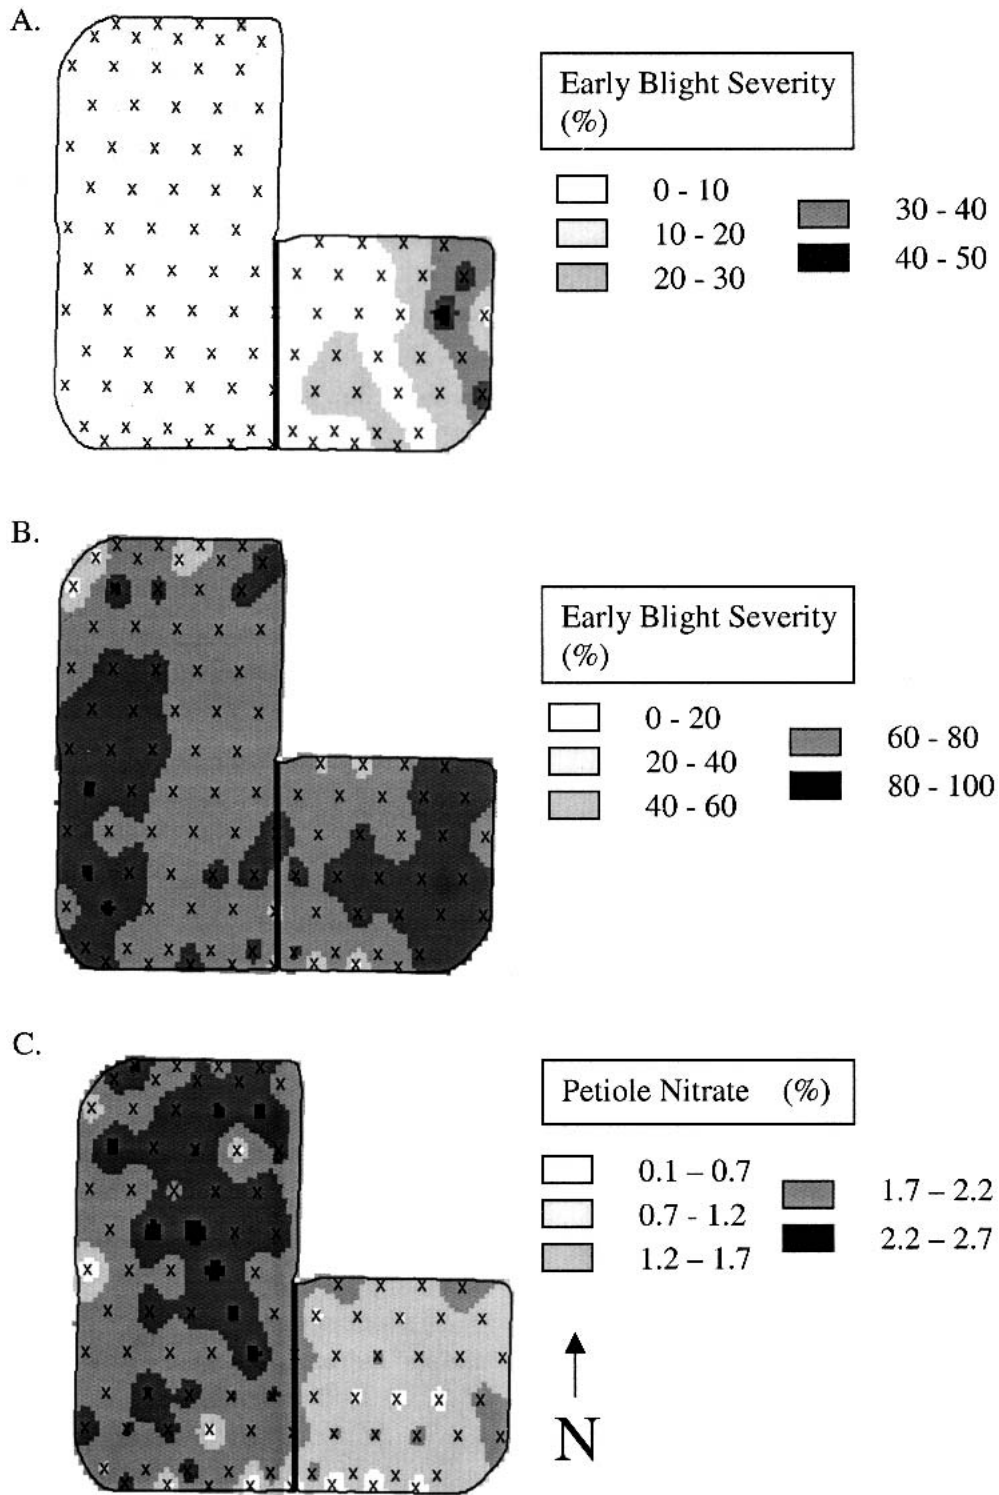 A.
Early Blight Severity
(%)
0 - 10
10 - 20
20 - 30
30 - 40
40 - 50
B.
Early Blight Severity
(%)
0 - 20
20 - 40
40 - 60
60 - 80
80 - 100
C.
Petiole Nitrate (%)
0.1 – 0.7
0.7 - 1.2
1.2 – 1.7
1.7 – 2.2
2.2 – 2.7
N